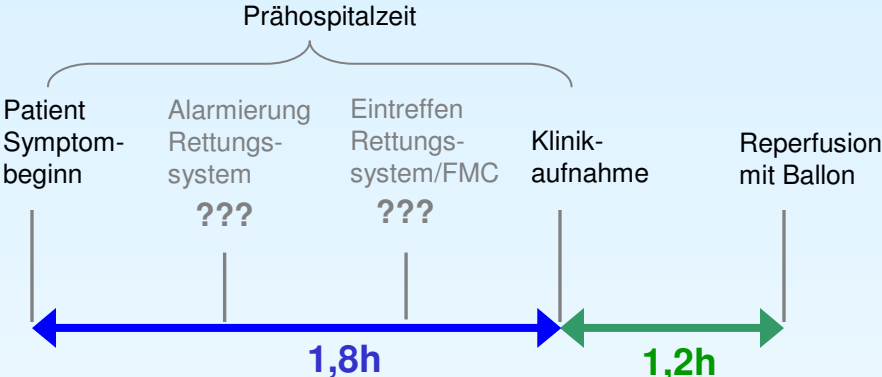 Prähospitalzeit
Patient
Symptom-
beginn
Alarmierung
Rettungs-
system
???
Eintreffen
Rettungs-
system/FMC
???
Klinik-
aufnahme
Reperfusion
mit Ballon
1,8h
1,2h